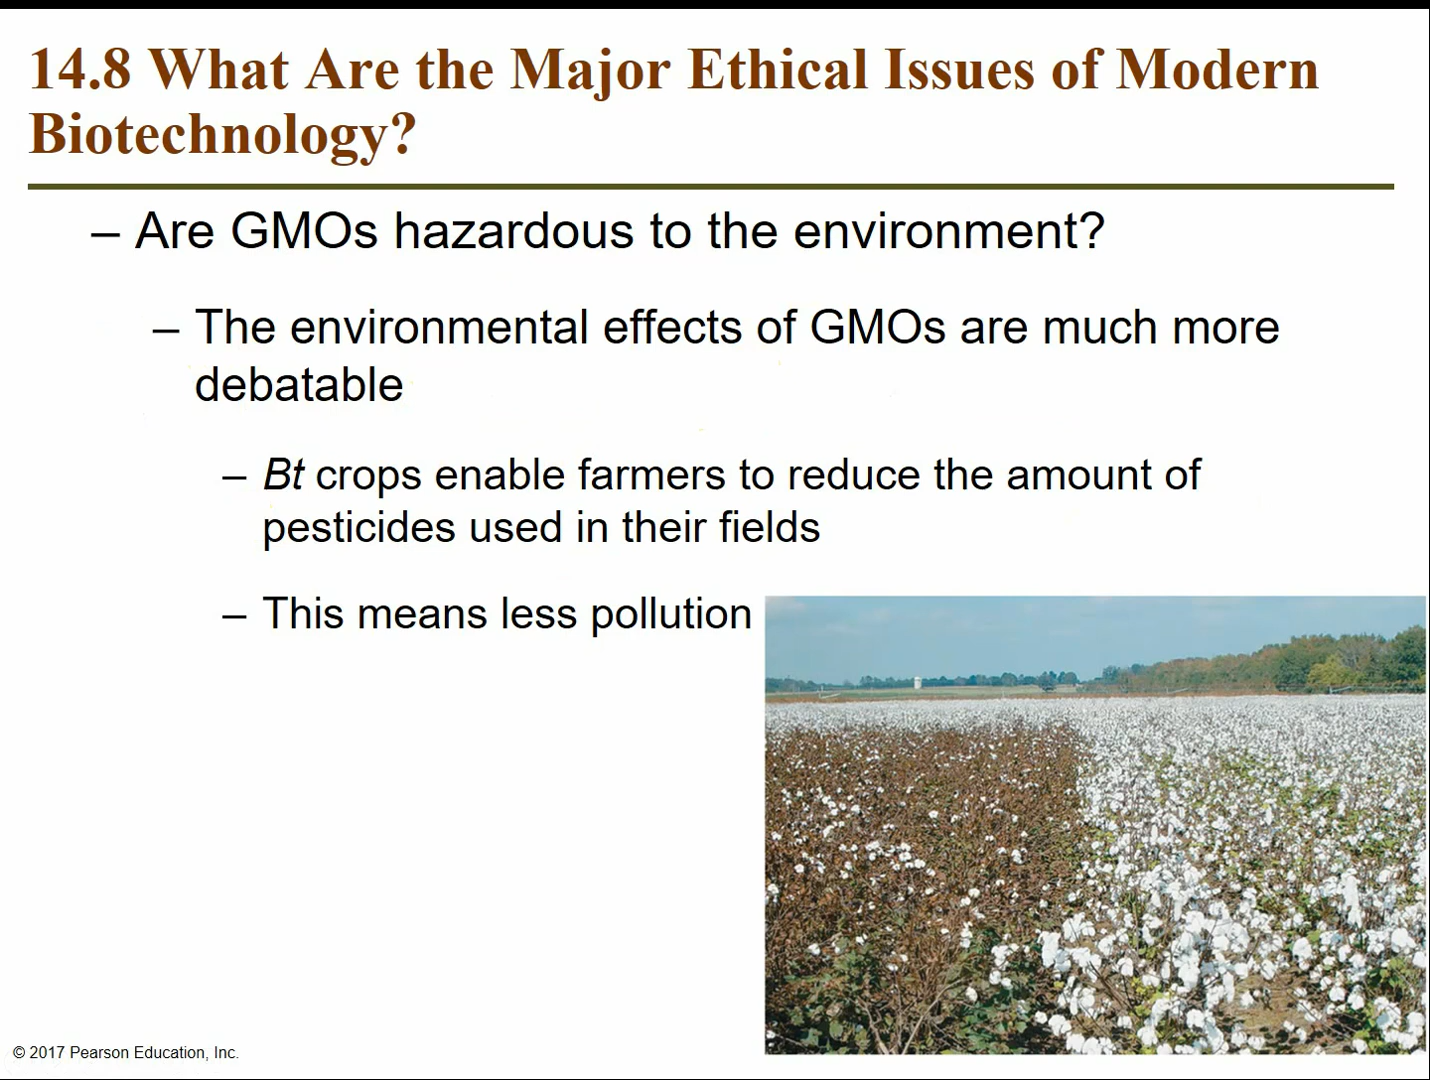 14.8 What Are the Major Ethical Issues of Modern
Biotechnology?
– Are GMOs hazardous to the environment?
– The environmental effects of GMOs are much more
debatable
– Bt crops enable farmers to reduce the amount of
pesticides used in their fields
– This means less pollution
© 2017 Pearson Education, Inc.